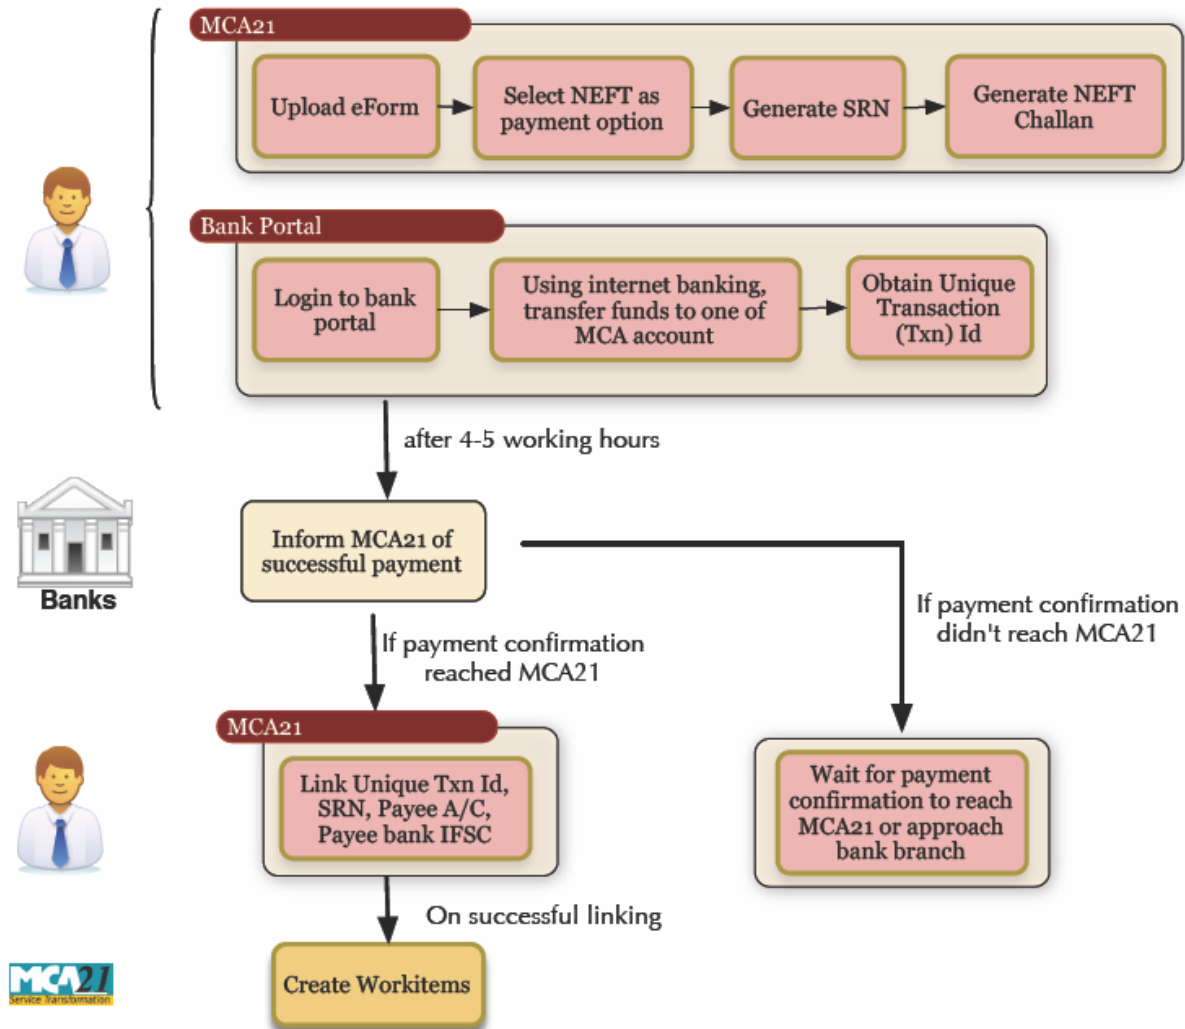 MCA21
Upload eForm
Select NEFT as
payment option
Generate SRN
Generate NEFT
Challan
Bank Portal
Login to bank
portal
Using internet banking,
transfer funds to one of
MCA account
Obtain Unique
Transaction
(Txn) Id
after 4-5 working hours
Inform MCA21 of
successful payment
Banks
If payment confirmation
didn't reach MCA21
If payment confirmation
reached MCA21
MCA21
Link Unique Txn Id,
SRN, Payee A/C,
Payee bank IFSC
Wait for payment
confirmation to reach
MCA21 or approach
bank branch
On successful linking
MCA21
Service Transformation
Create Workitems